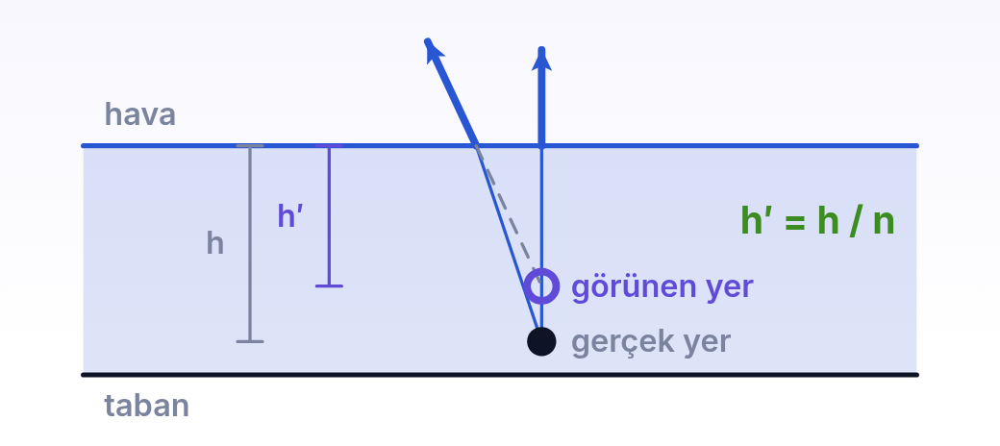 hava
h′
h
h′ = h / n
görünen yer
gerçek yer
taban